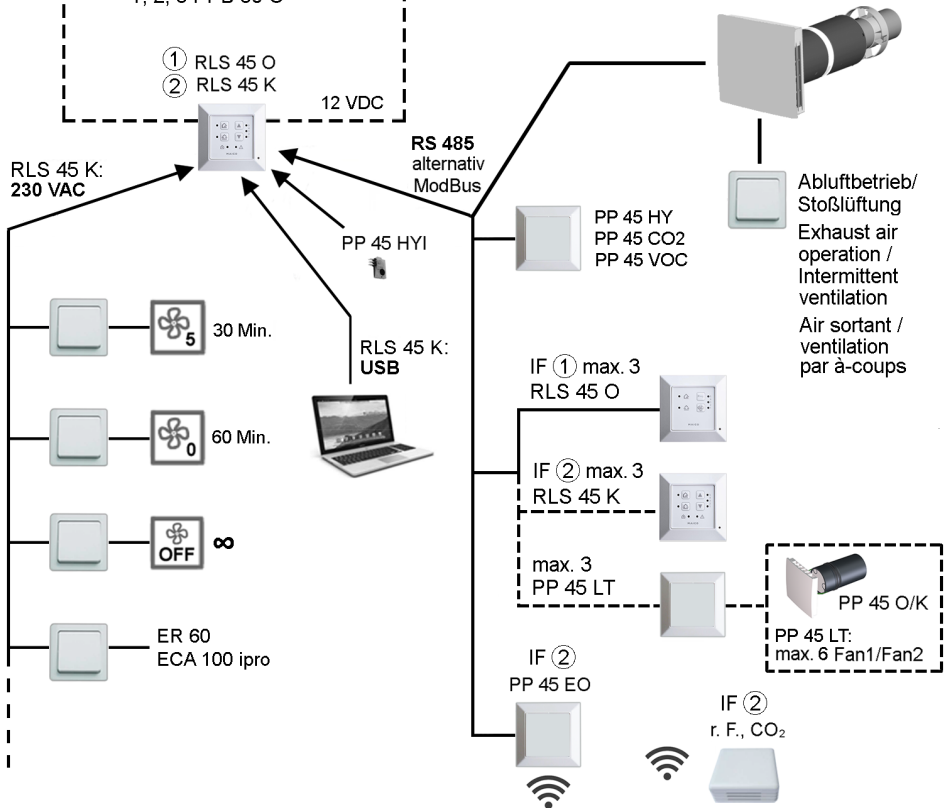 ① RLS 45 O
② RLS 45 K
12 VDC
RLS 45 K:
230 VAC
RS 485
alternativ
ModBus
PP 45 HYI
PP 45 HY
PP 45 CO2
PP 45 VOC
Abluftbetrieb/
Stoßlüftung
Exhaust air
operation /
Intermittent
ventilation
Air sortant /
ventilation
par à-coups
5
30 Min.
RLS 45 K:
USB
0
60 Min.
OFF
∞
ER 60
ECA 100 ipro
IF ① max. 3
RLS 45 O
IF ② max. 3
RLS 45 K
max. 3
PP 45 LT
PP 45 O/K
PP 45 LT:
max. 6 Fan1/Fan2
IF ②
PP 45 EO
IF ②
r. F., CO₂